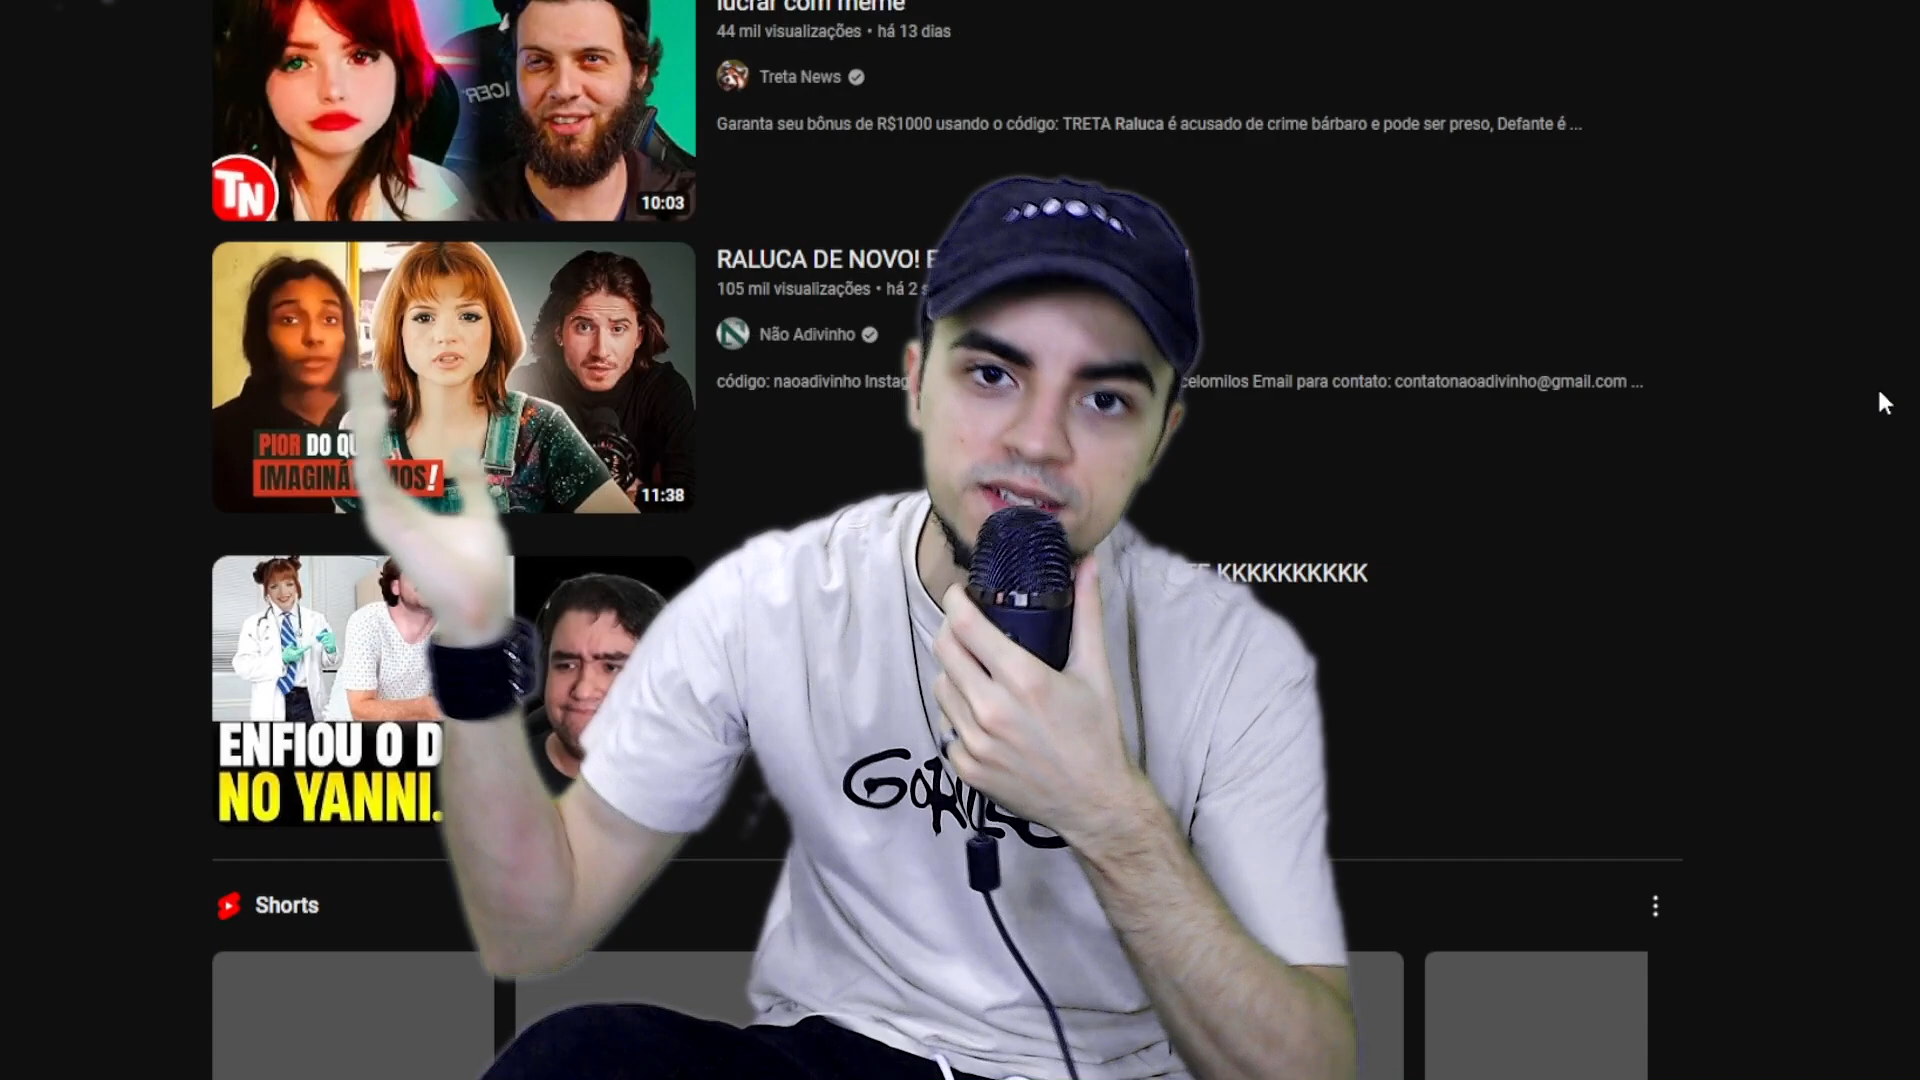 lucrar com meme
44 mil visualizações • há 13 dias
Treta News
Garanta seu bônus de R$1000 usando o código: TRETA Raluca é acusado de crime bárbaro e pode ser preso, Defante é ...
TN
10:03
RALUCA DE NOVO! E
105 mil visualizações • há 2 s
Não Adivinho
código: naoadivinho Instag celomilos Email para contato: contatonaoadivinho@gmail.com ...
PIOR DO QU
IMAGINÁ MOS!
11:38
KKKKKKKKKK
ENFIOU O D
NO YANNI.
Shorts